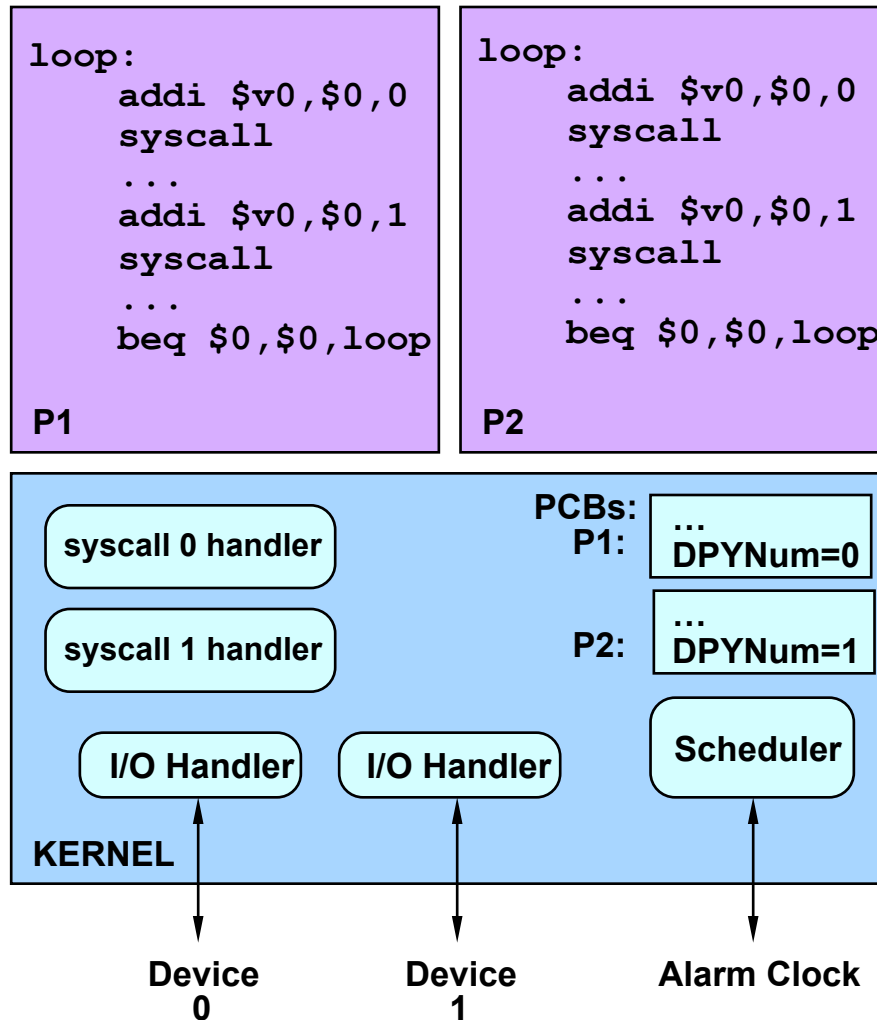 loop:
addi $v0,$0,0
syscall
...
addi $v0,$0,1
syscall
...
beq $0,$0,loop
P1
loop:
addi $v0,$0,0
syscall
...
addi $v0,$0,1
syscall
...
beq $0,$0,loop
P2
syscall 0 handler
syscall 1 handler
PCBs:
P1:
…
DPYNum=0
P2:
…
DPYNum=1
I/O Handler
I/O Handler
Scheduler
KERNEL
Device
0
Device
1
Alarm Clock